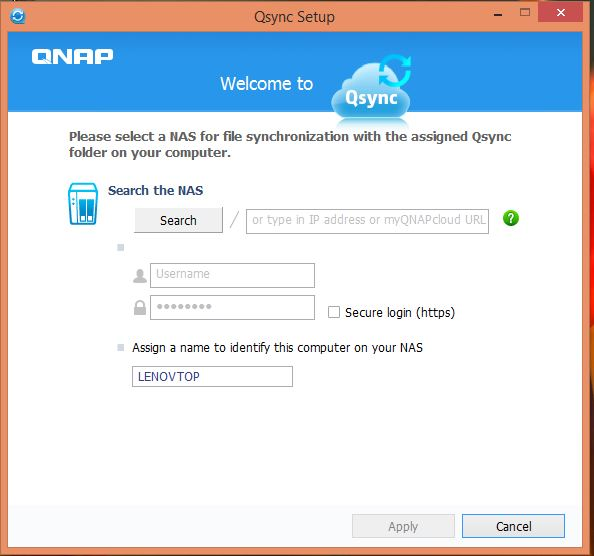 Qsync Setup
QNAP
Welcome to
Qsync
Please select a NAS for file synchronization with the assigned Qsync
folder on your computer.
Search the NAS
Search / or type in IP address or myQNAPcloud URL ?
Username
●●●●●●●● Secure login (https)
Assign a name to identify this computer on your NAS
LENOVTOP
Apply Cancel